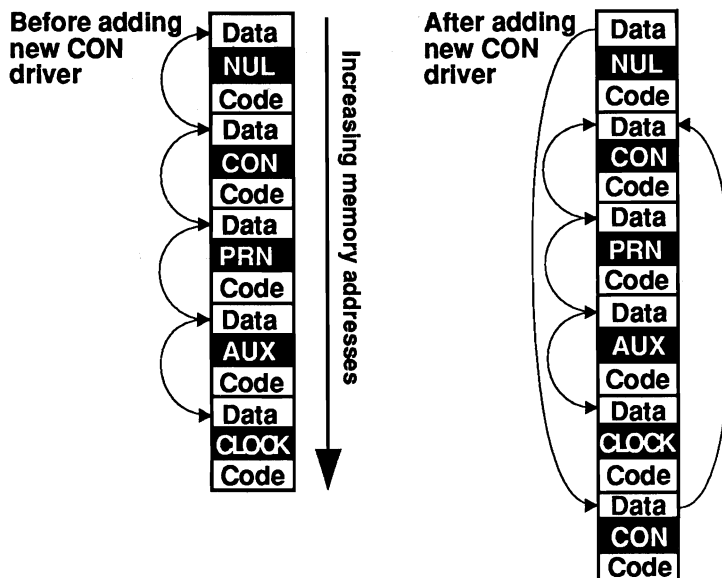 Before adding
new CON
driver
Data
NUL
Code
Data
CON
Code
Data
PRN
Code
Data
AUX
Code
Data
CLOCK
Code
Increasing memory addresses
After adding
new CON
driver
Data
NUL
Code
Data
CON
Code
Data
PRN
Code
Data
AUX
Code
Data
CLOCK
Code
Data
CON
Code